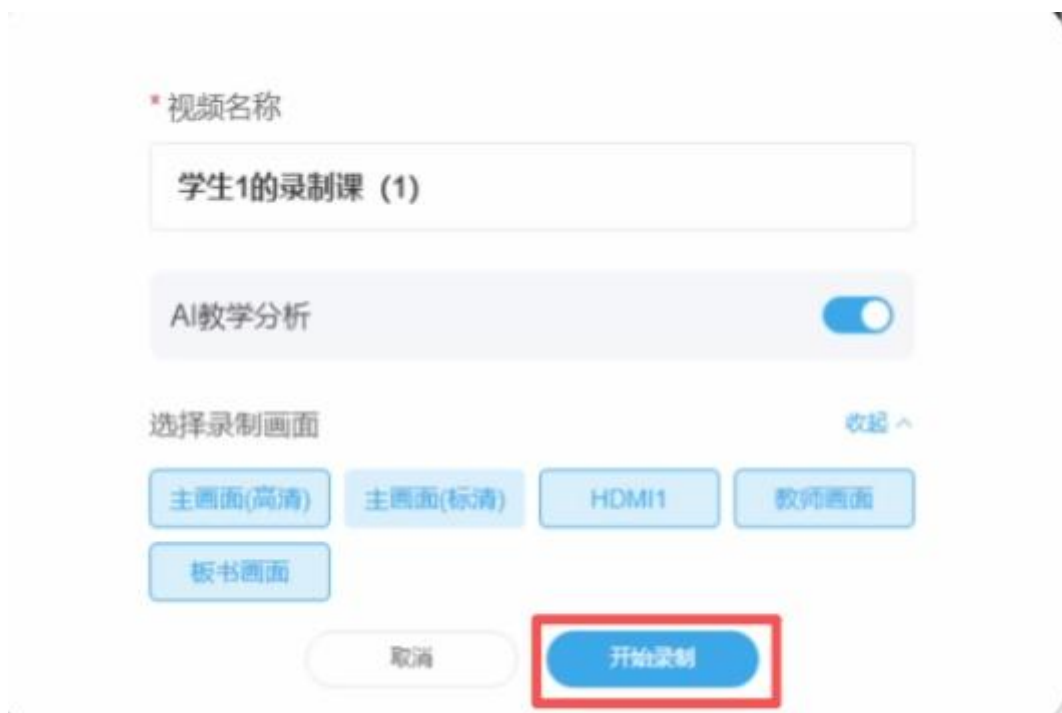 * 视频名称
学生1的录制课 (1)
AI教学分析
选择录制画面 收起
主画面(高清) 主画面(标清) HDMI1 教师画面
板书画面
取消 开始录制